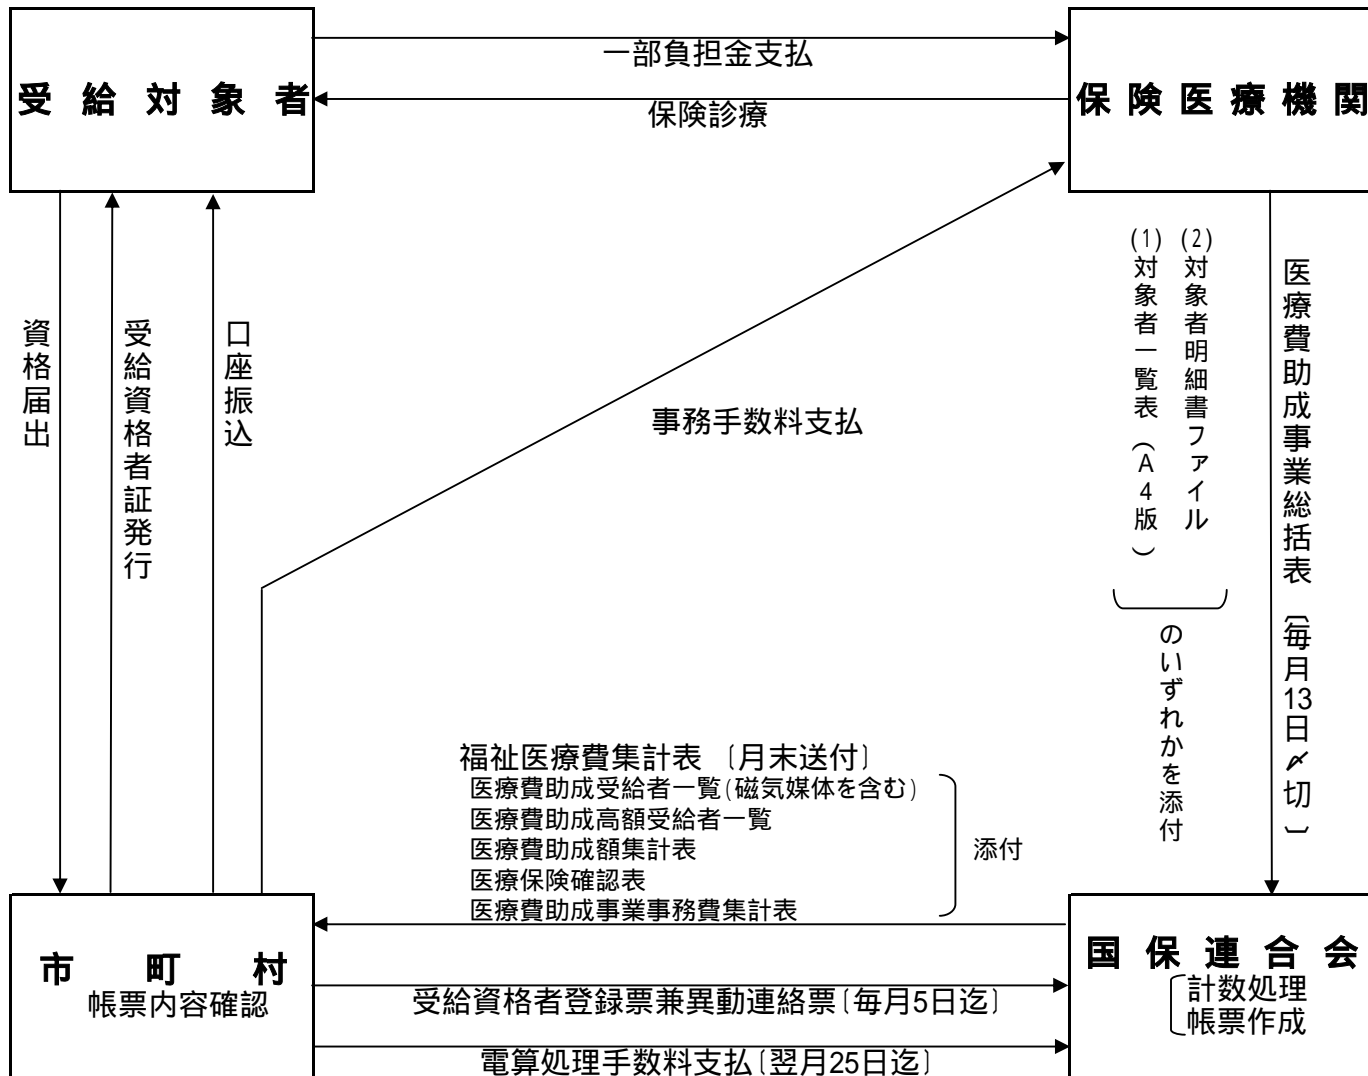 受給対象者
一部負担金支払
保険診療
保険医療機関
資格届出
受給資格者証発行
口座振込
事務手数料支払
(1)対象者一覧表(A4版)
(2)対象者明細書ファイル
のいずれかを添付
医療費助成事業総括表〔毎月13日〆切〕
福祉医療費集計表〔月末送付〕
医療費助成受給者一覧(磁気媒体を含む)
医療費助成高額受給者一覧
医療費助成額集計表
医療保険確認表
医療費助成事業事務費集計表
添付
市町村
帳票内容確認
受給資格者登録票兼異動連絡票〔毎月5日迄〕
電算処理手数料支払〔翌月25日迄〕
国保連合会
計数処理
帳票作成